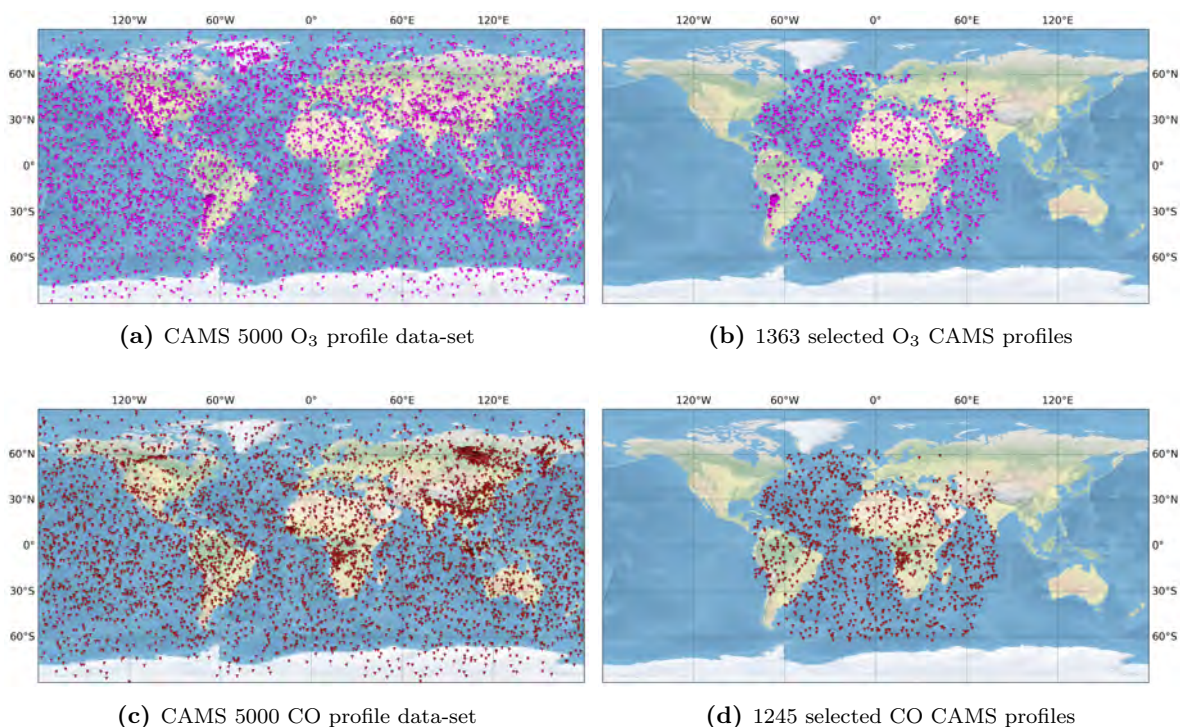 120°W 60°W 0° 60°E 120°E
120°W 60°W 0° 60°E 120°E
60°N
30°N
0°
30°S
60°S
60°N
30°N
0°
30°S
60°S
(a) CAMS 5000 O₃ profile data-set
(b) 1363 selected O₃ CAMS profiles
120°W 60°W 0° 60°E 120°E
120°W 60°W 0° 60°E 120°E
60°N
30°N
0°
30°S
60°S
60°N
30°N
0°
30°S
60°S
(c) CAMS 5000 CO profile data-set
(d) 1245 selected CO CAMS profiles